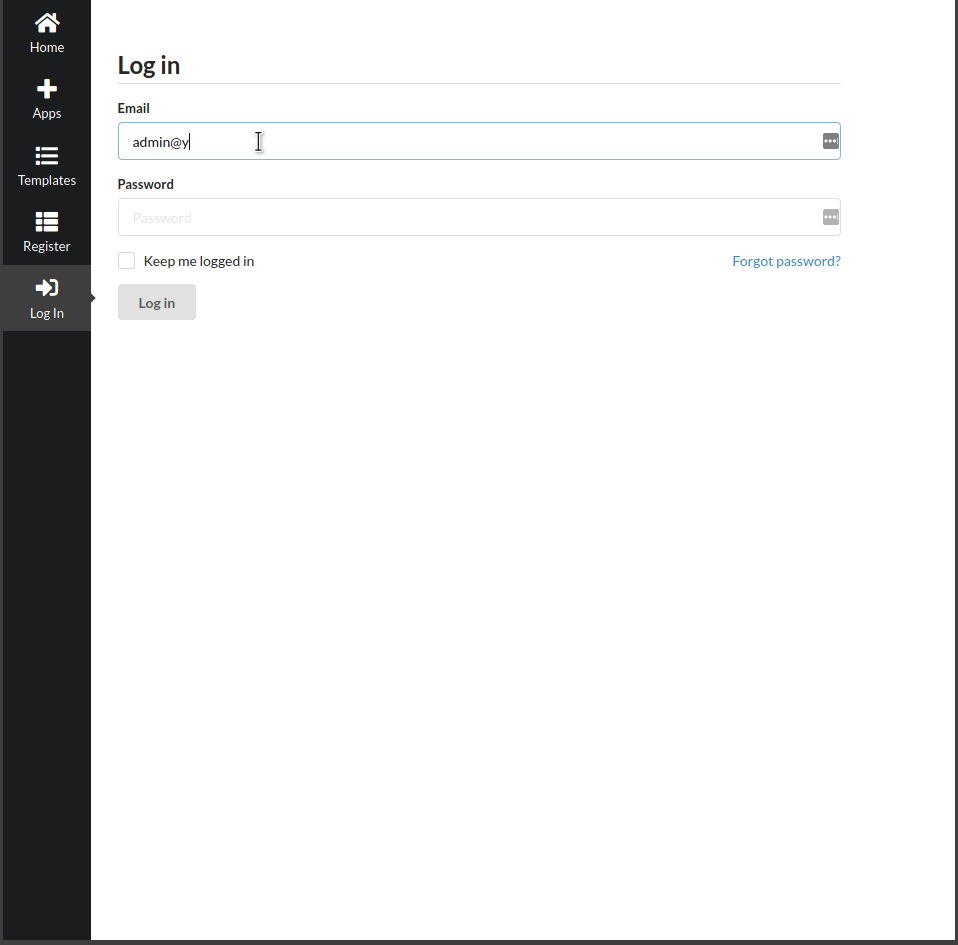 Home
Apps
Templates
Register
Log In
Log in
Email
admin@y
Password
Password
Keep me logged in
Forgot password?
Log in